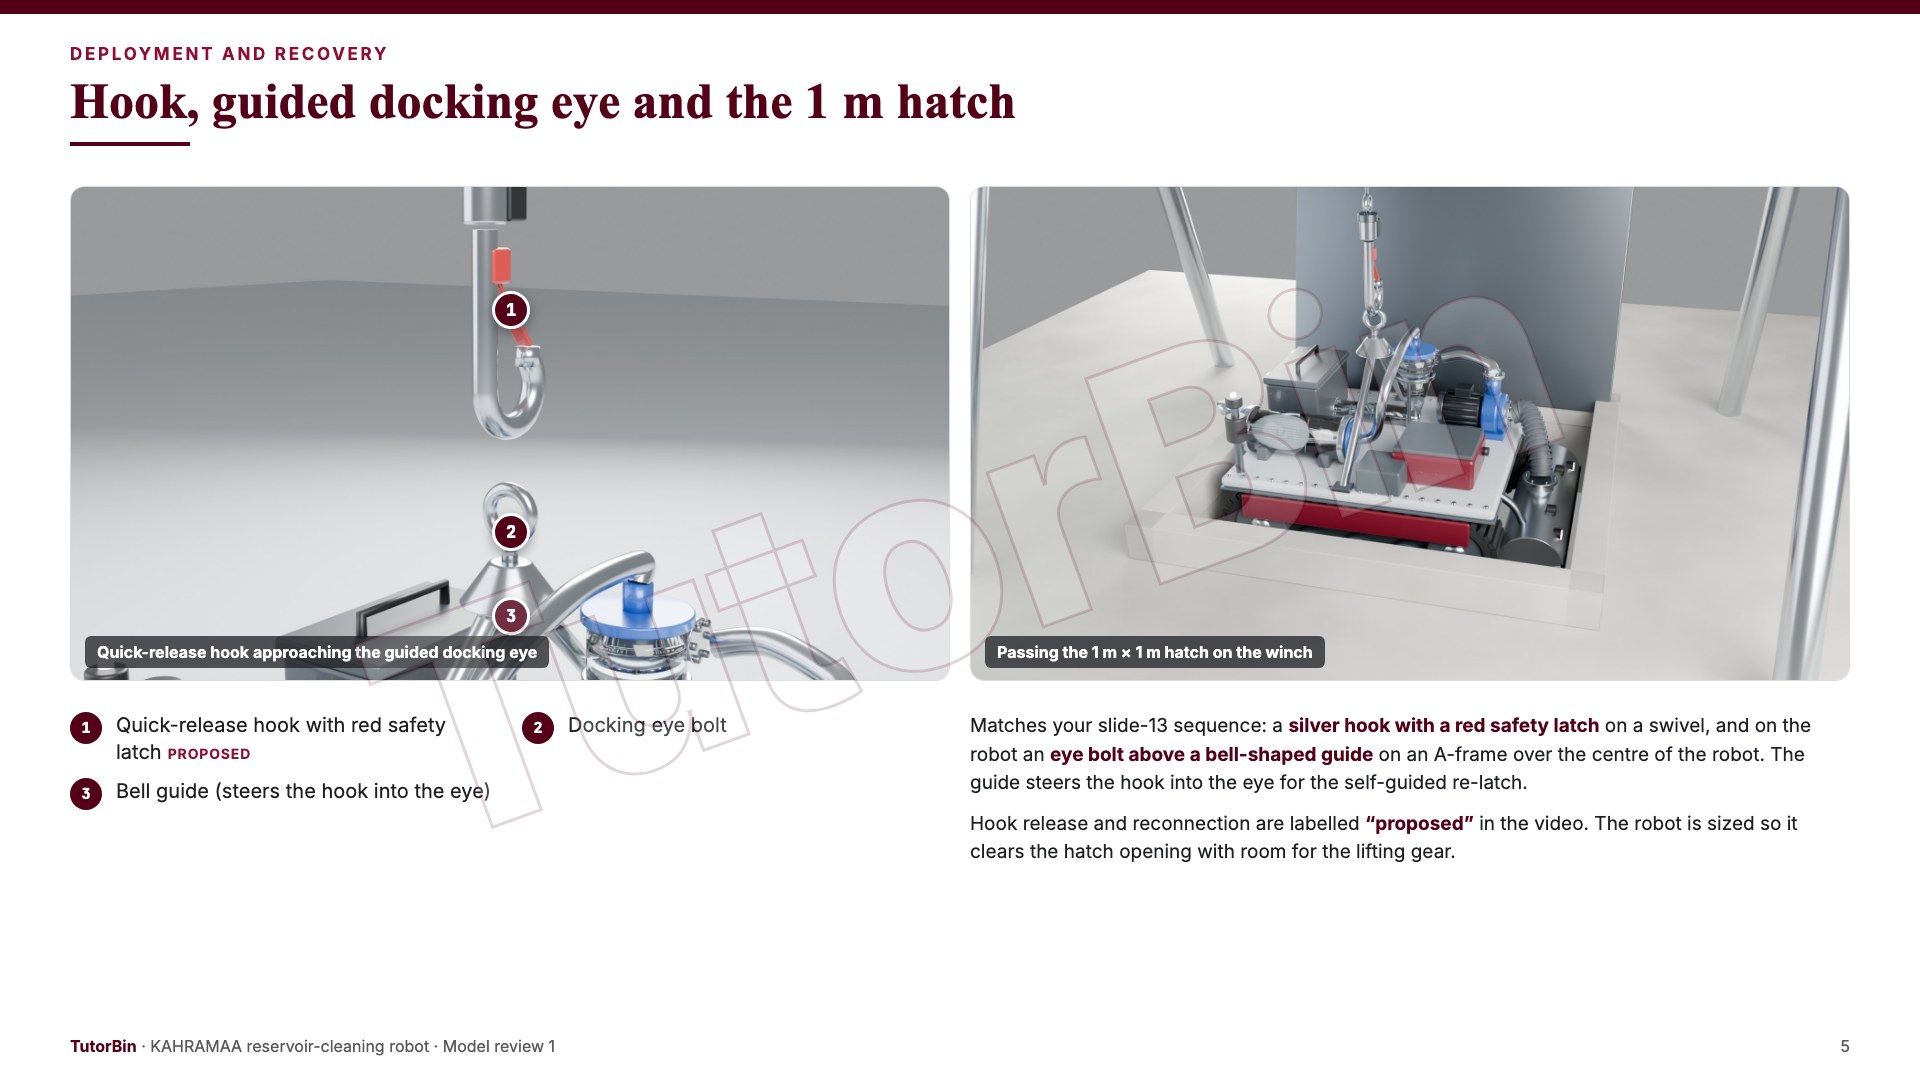 DEPLOYMENT AND RECOVERY
Hook, guided docking eye and the 1 m hatch
1
2
3
Quick-release hook approaching the guided docking eye
Passing the 1 m × 1 m hatch on the winch
TutorBin
1 Quick-release hook with red safety
latch PROPOSED
2 Docking eye bolt
3 Bell guide (steers the hook into the eye)
Matches your slide-13 sequence: a silver hook with a red safety latch on a swivel, and on the
robot an eye bolt above a bell-shaped guide on an A-frame over the centre of the robot. The
guide steers the hook into the eye for the self-guided re-latch.
Hook release and reconnection are labelled “proposed” in the video. The robot is sized so it
clears the hatch opening with room for the lifting gear.
TutorBin · KAHRAMAA reservoir-cleaning robot · Model review 1
5